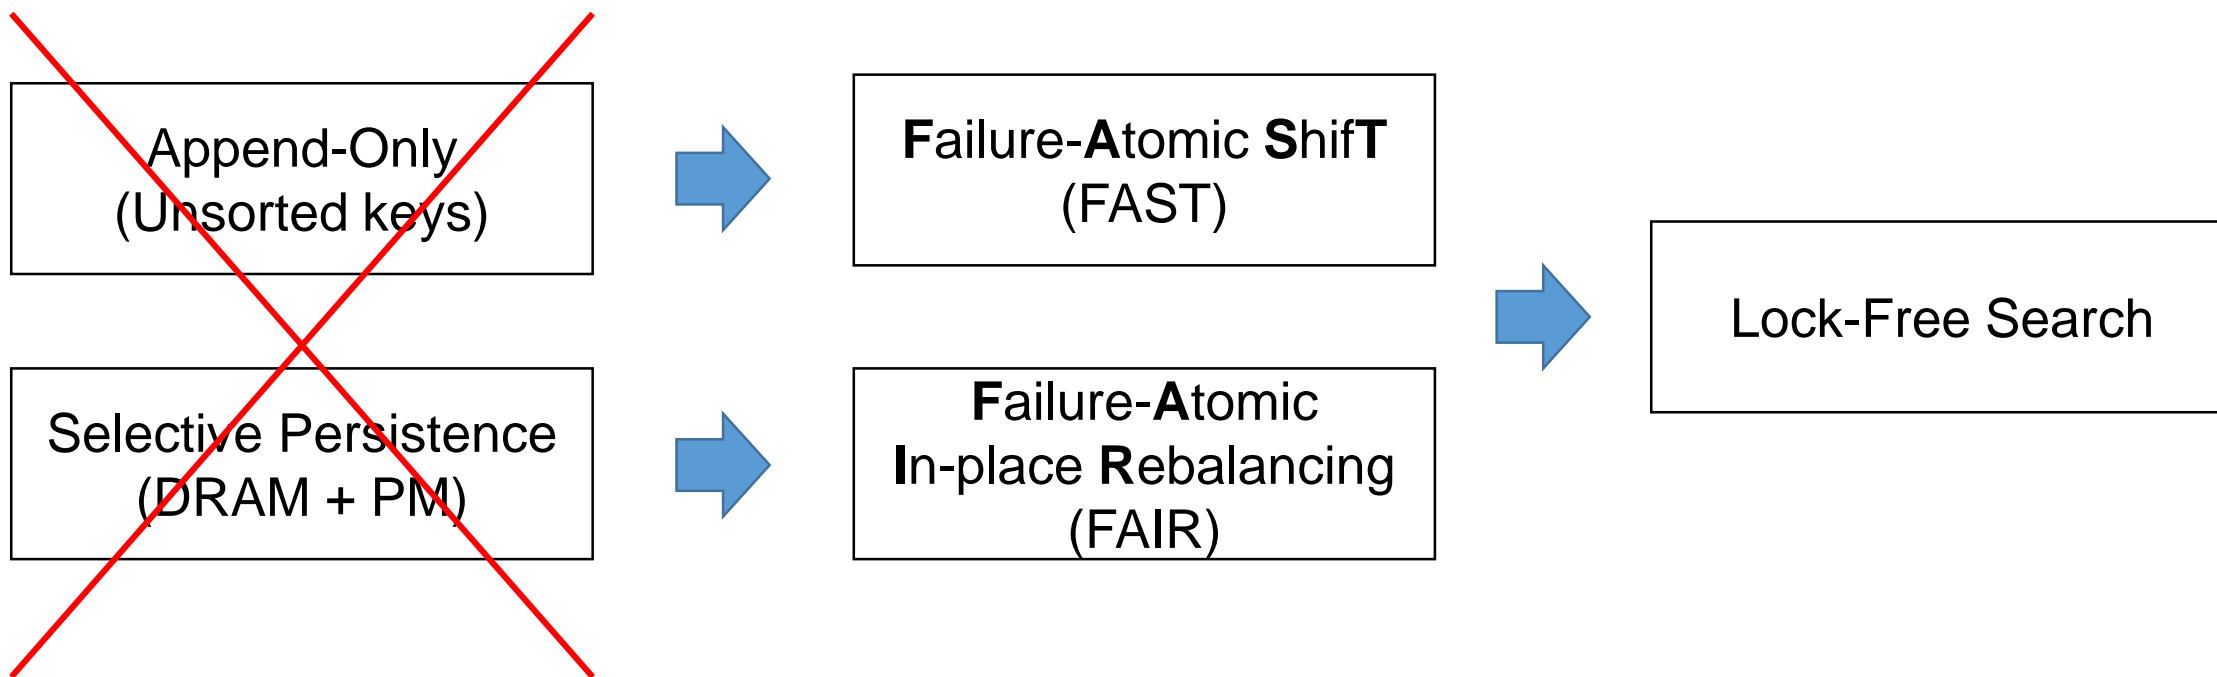 Append-Only
(Unsorted keys)
Failure-Atomic ShifT
(FAST)
Selective Persistence
(DRAM + PM)
Failure-Atomic
In-place Rebalancing
(FAIR)
Lock-Free Search